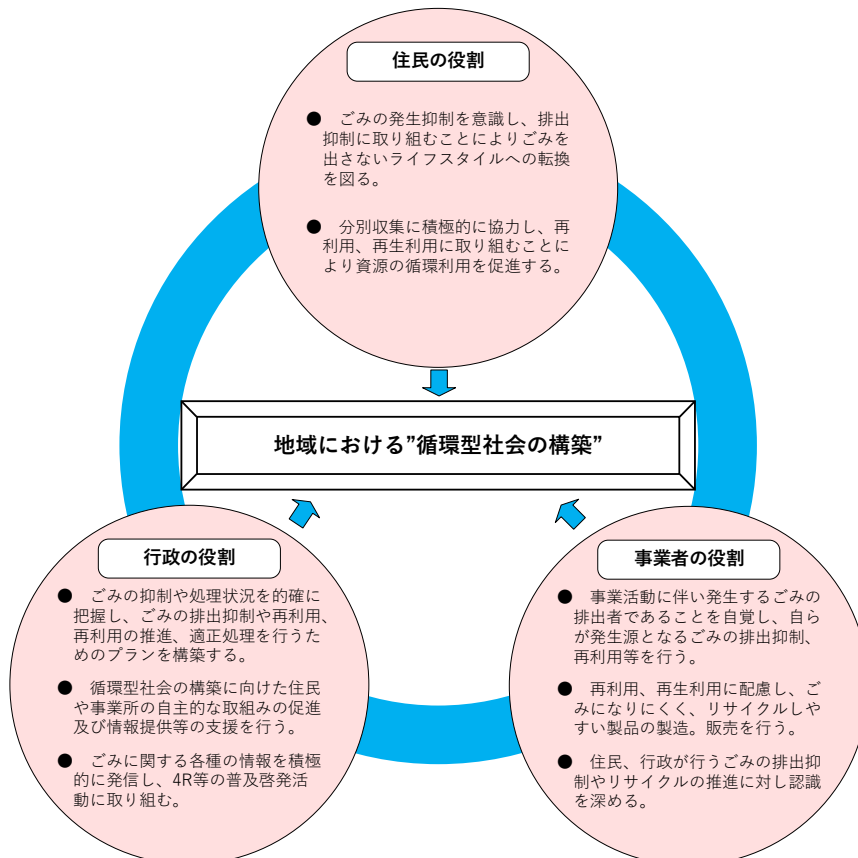 住民の役割
● ごみの発生抑制を意識し、排出
抑制に取り組むことによりごみを
出さないライフスタイルへの転換
を図る。
● 分別収集に積極的に協力し、再
利用、再生利用に取り組むことに
より資源の循環利用を促進する。
地域における”循環型社会の構築”
行政の役割
● ごみの抑制や処理状況を的確に
把握し、ごみの排出抑制や再利用、
再利用の推進、適正処理を行うた
めのプランを構築する。
● 循環型社会の構築に向けた住民
や事業所の自主的な取組みの促進
及び情報提供等の支援を行う。
● ごみに関する各種の情報を積極
的に発信し、4R等の普及啓発活
動に取り組む。
事業者の役割
● 事業活動に伴い発生するごみの
排出者であることを自覚し、自ら
が発生源となるごみの排出抑制、
再利用等を行う。
● 再利用、再生利用に配慮し、ご
みになりにくく、リサイクルしや
すい製品の製造。販売を行う。
● 住民、行政が行うごみの排出抑
制やリサイクルの推進に対し認識
を深める。